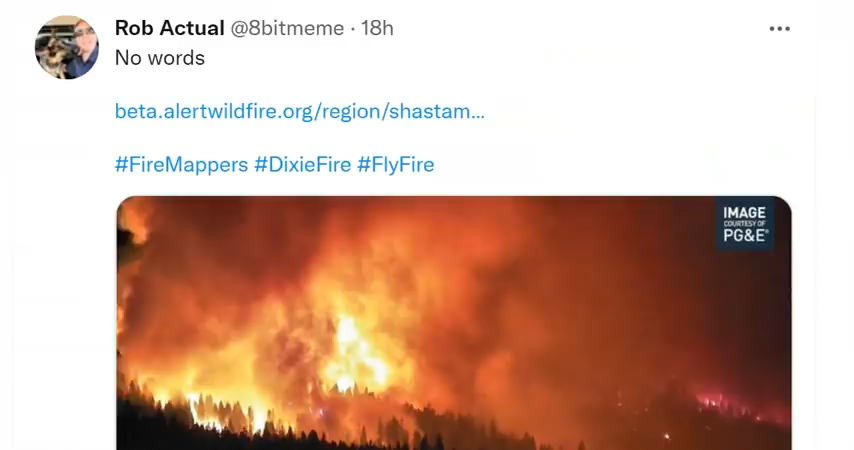 Rob Actual @8bitmeme · 18h
No words
beta.alertwildfire.org/region/shastam...
#FireMappers #DixieFire #FlyFire
IMAGE
COURTESY OF
PG&E®